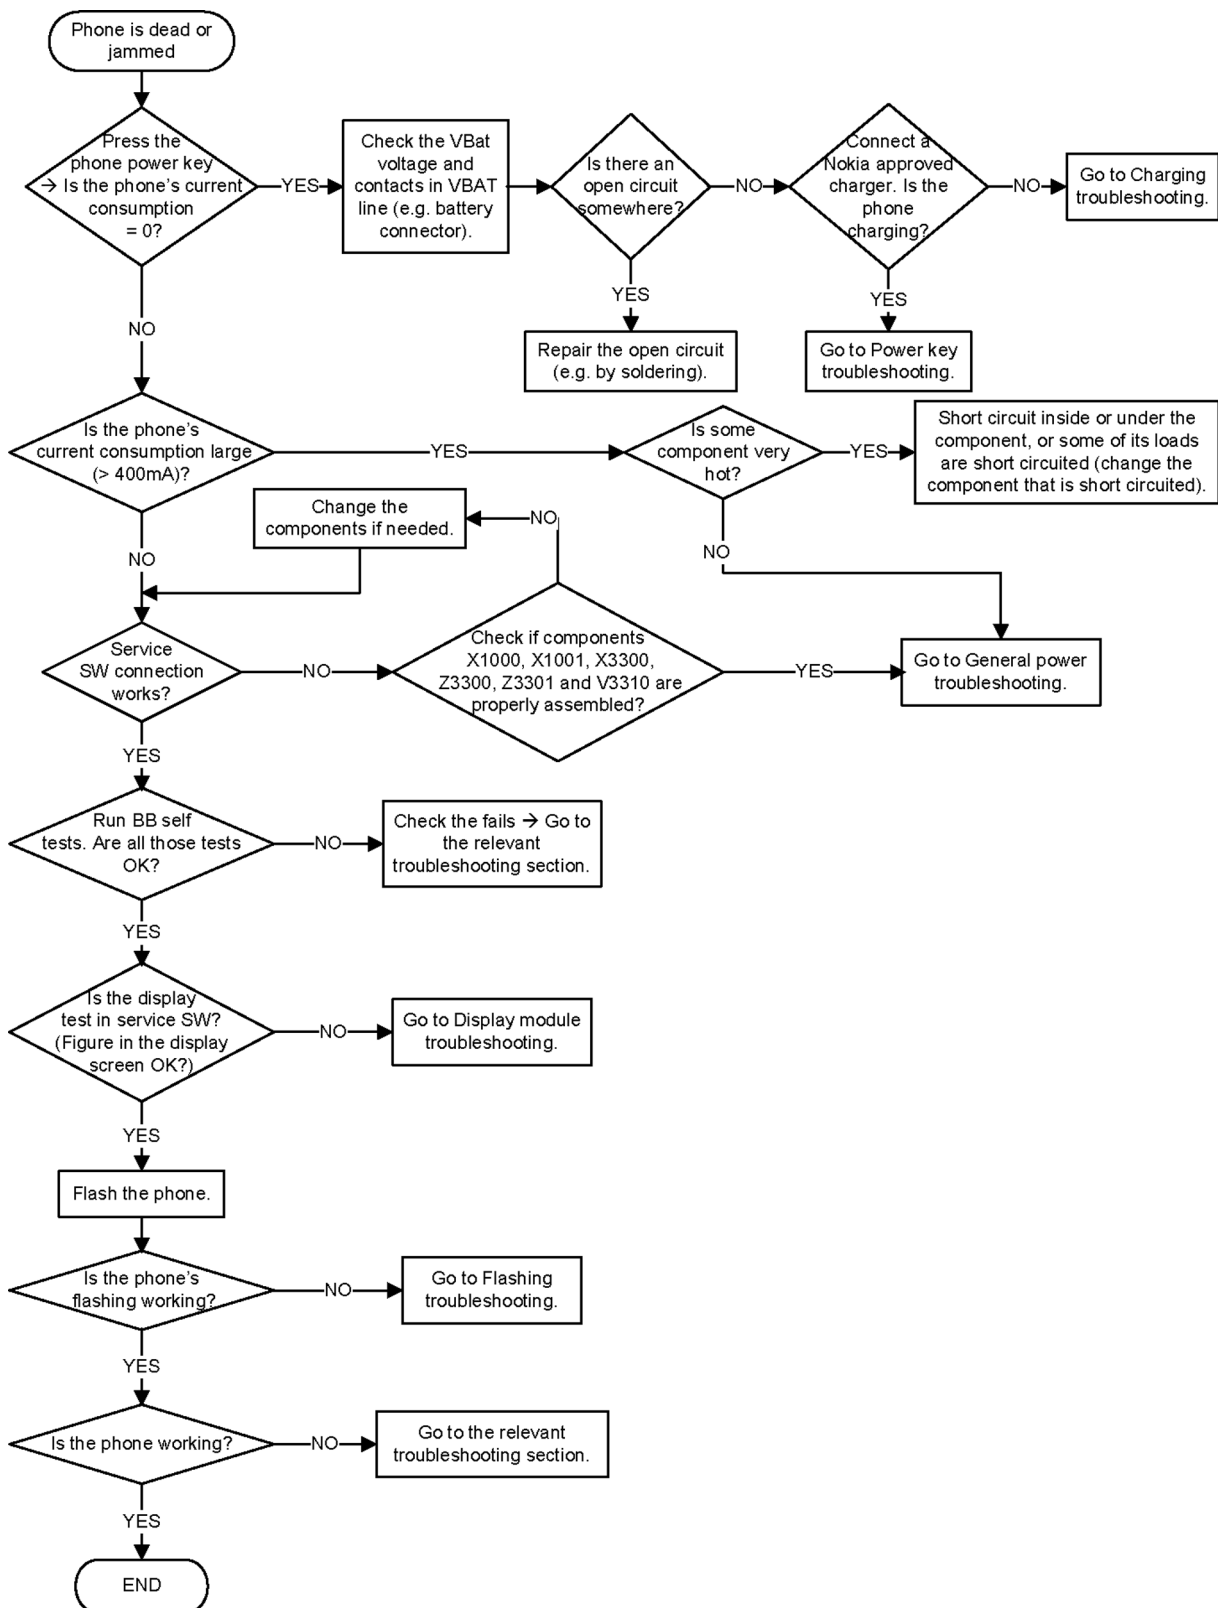 Phone is dead or
jammed
Press the
phone power key
→ Is the phone's current
consumption
= 0?
YES
Check the VBat
voltage and
contacts in VBAT
line (e.g. battery
connector).
Is there an
open circuit
somewhere?
NO
Connect a
Nokia approved
charger. Is the
phone
charging?
NO
Go to Charging
troubleshooting.
YES
Repair the open circuit
(e.g. by soldering).
YES
Go to Power key
troubleshooting.
NO
Is the phone's
current consumption large
(> 400mA)?
YES
Is some
component very
hot?
YES
Short circuit inside or under the
component, or some of its loads
are short circuited (change the
component that is short circuited).
NO
Change the
components if needed.
NO
NO
Service
SW connection
works?
NO
Check if components
X1000, X1001, X3300,
Z3300, Z3301 and V3310 are
properly assembled?
YES
Go to General power
troubleshooting.
YES
Run BB self
tests. Are all those tests
OK?
NO
Check the fails → Go to
the relevant
troubleshooting section.
YES
Is the display
test in service SW?
(Figure in the display
screen OK?)
NO
Go to Display module
troubleshooting.
YES
Flash the phone.
Is the phone's
flashing working?
NO
Go to Flashing
troubleshooting.
YES
Is the phone working?
NO
Go to the relevant
troubleshooting section.
YES
END